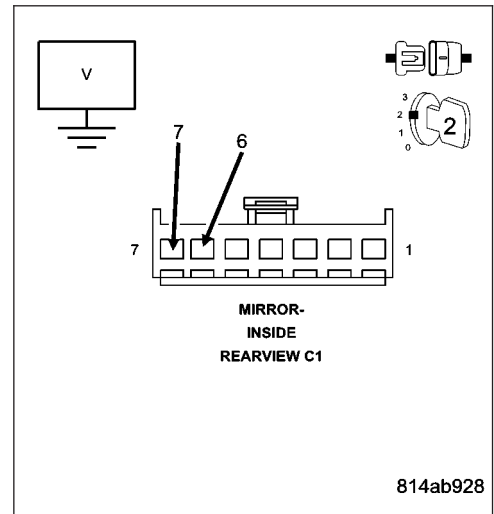 V
3
2
1
0
2
7
6
7
1
MIRROR-
INSIDE
REARVIEW C1
814ab928